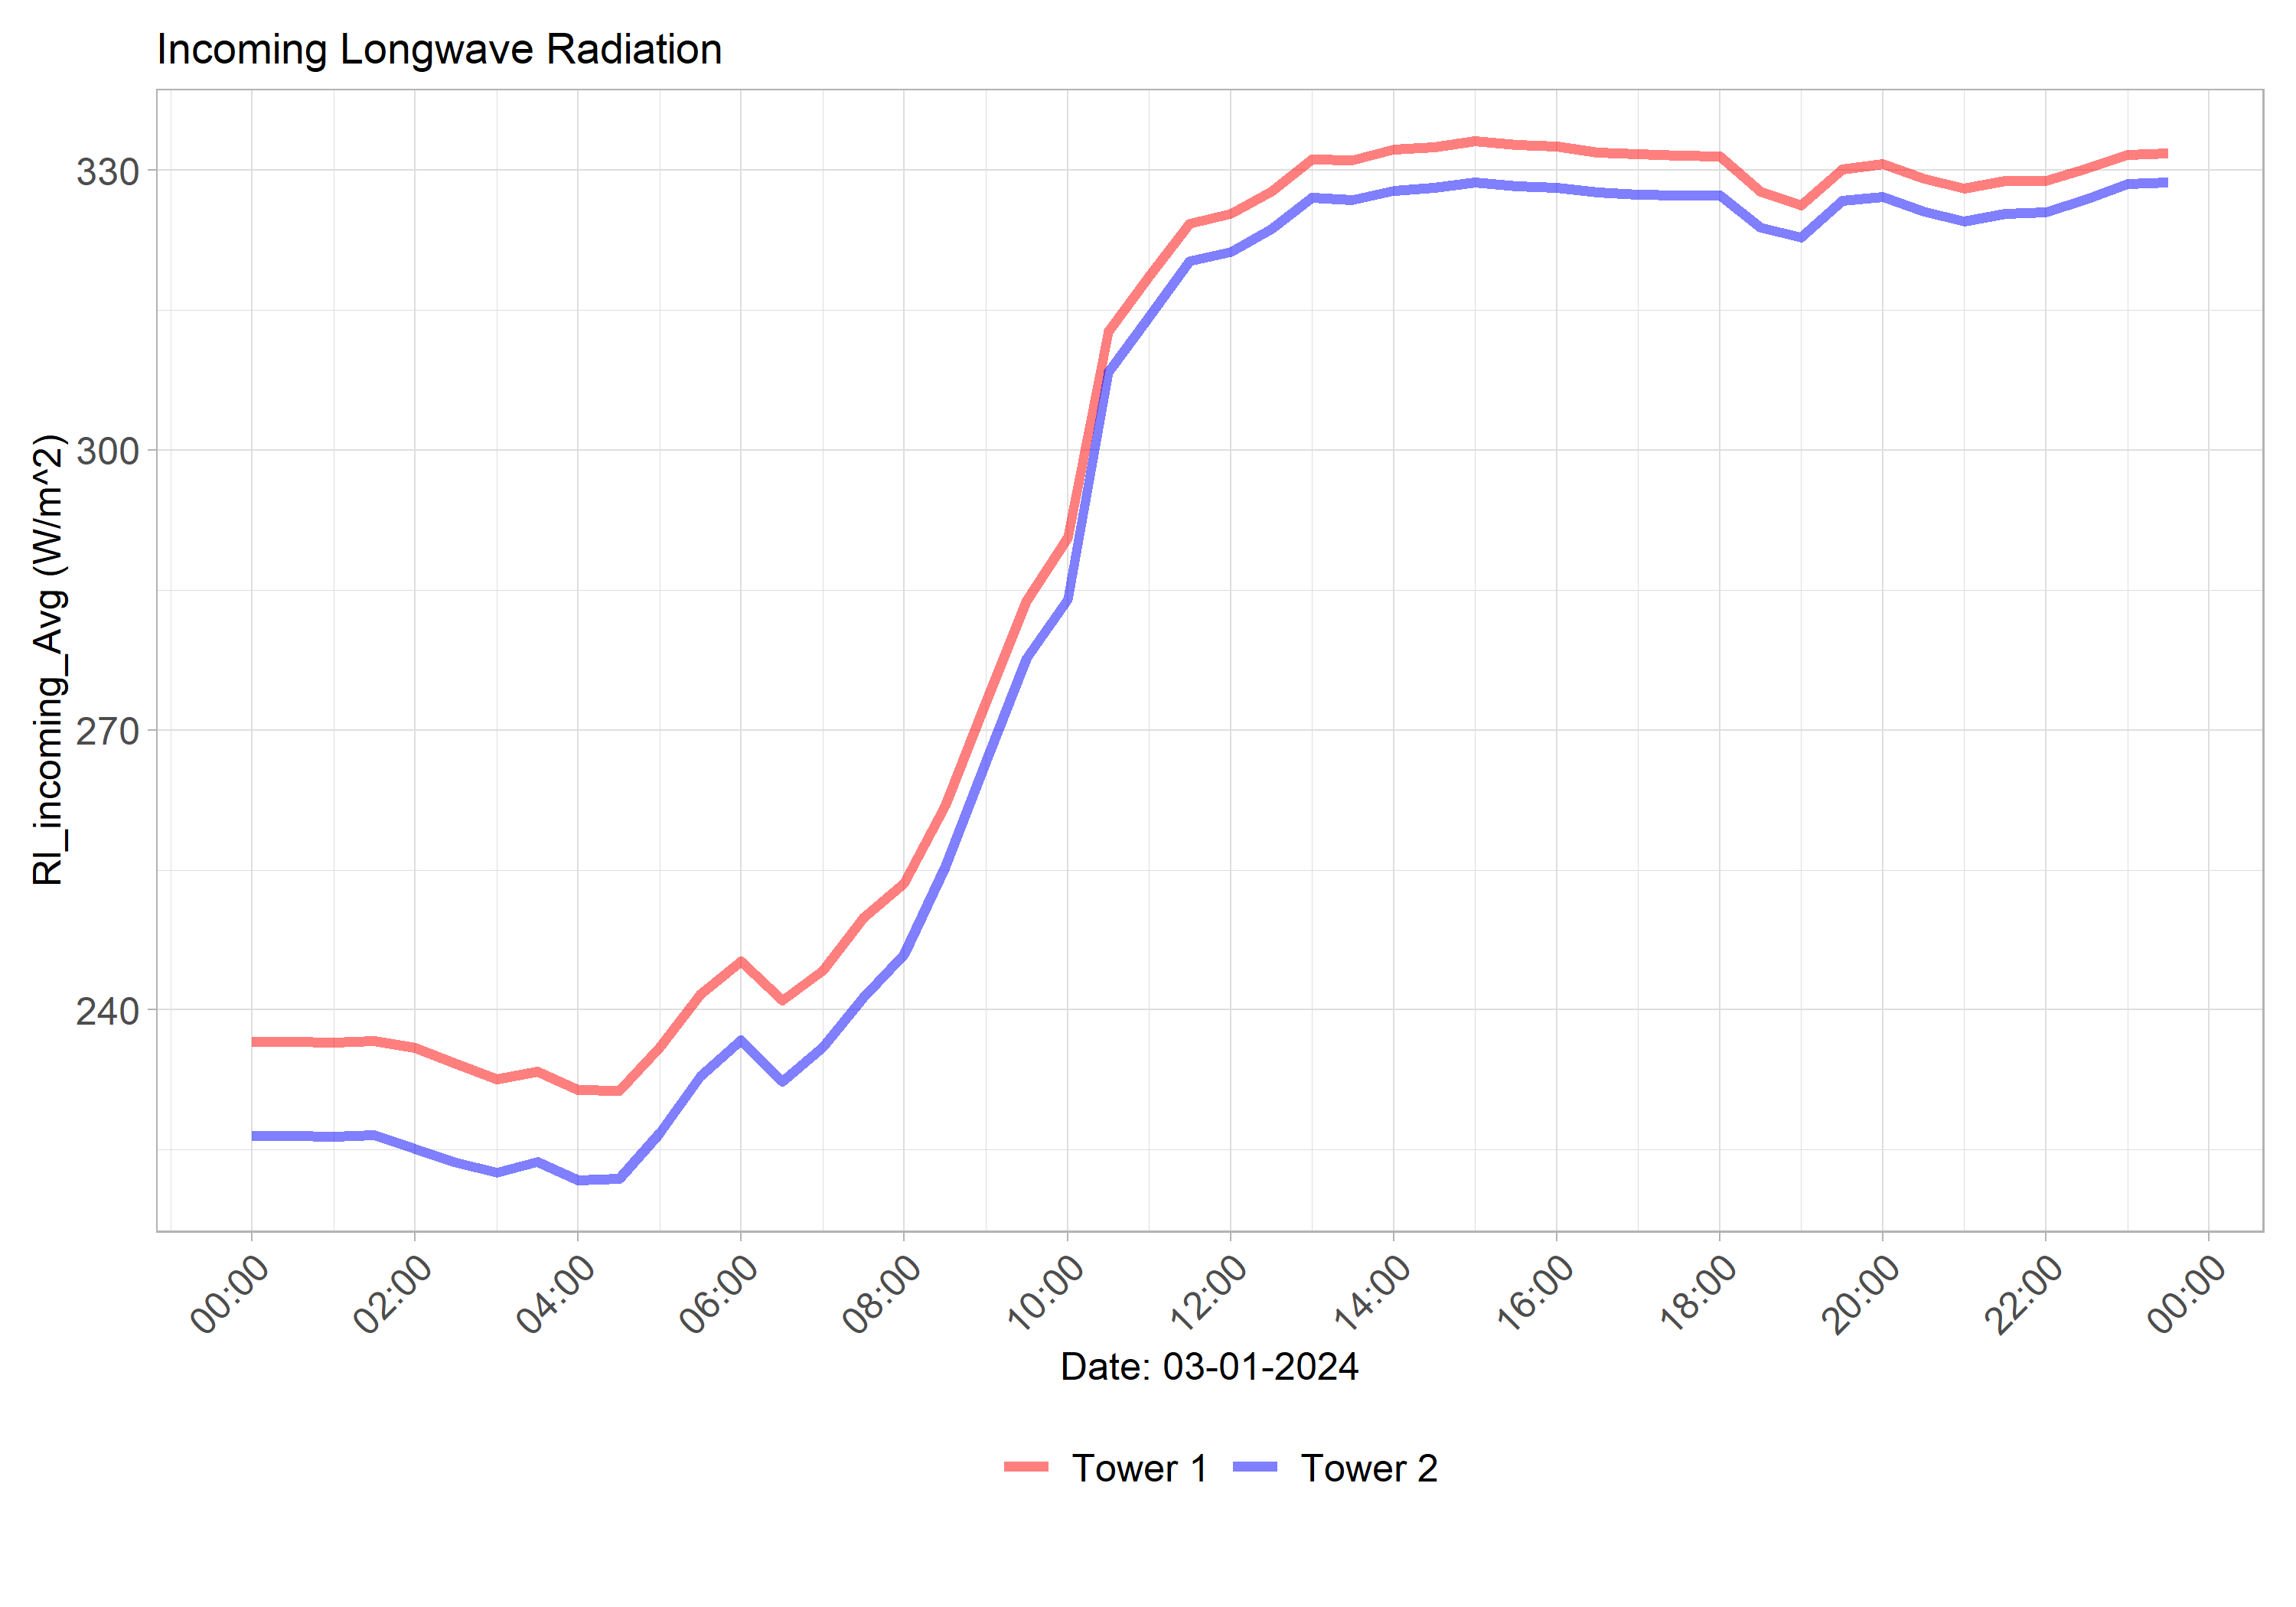 Incoming Longwave Radiation
Rl_incoming_Avg (W/m^2)
330
300
270
240
00:00 02:00 04:00 06:00 08:00 10:00 12:00 14:00 16:00 18:00 20:00 22:00 00:00
Date: 03-01-2024
Tower 1 Tower 2